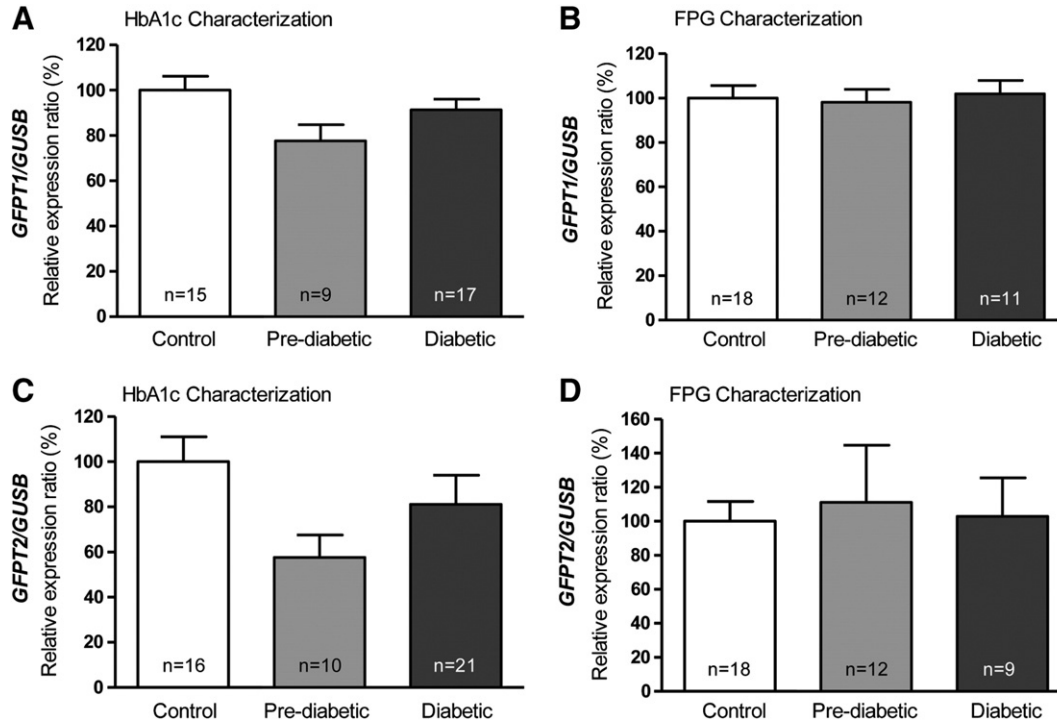 A
HbA1c Characterization
GFPT1/GUSB
Relative expression ratio (%)
120
100
80
60
40
20
0
n=15
n=9
n=17
Control
Pre-diabetic
Diabetic
B
FPG Characterization
GFPT1/GUSB
Relative expression ratio (%)
120
100
80
60
40
20
0
n=18
n=12
n=11
Control
Pre-diabetic
Diabetic
C
HbA1c Characterization
GFPT2/GUSB
Relative expression ratio (%)
120
100
80
60
40
20
0
n=16
n=10
n=21
Control
Pre-diabetic
Diabetic
D
FPG Characterization
GFPT2/GUSB
Relative expression ratio (%)
160
140
120
100
80
60
40
20
0
n=18
n=12
n=9
Control
Pre-diabetic
Diabetic